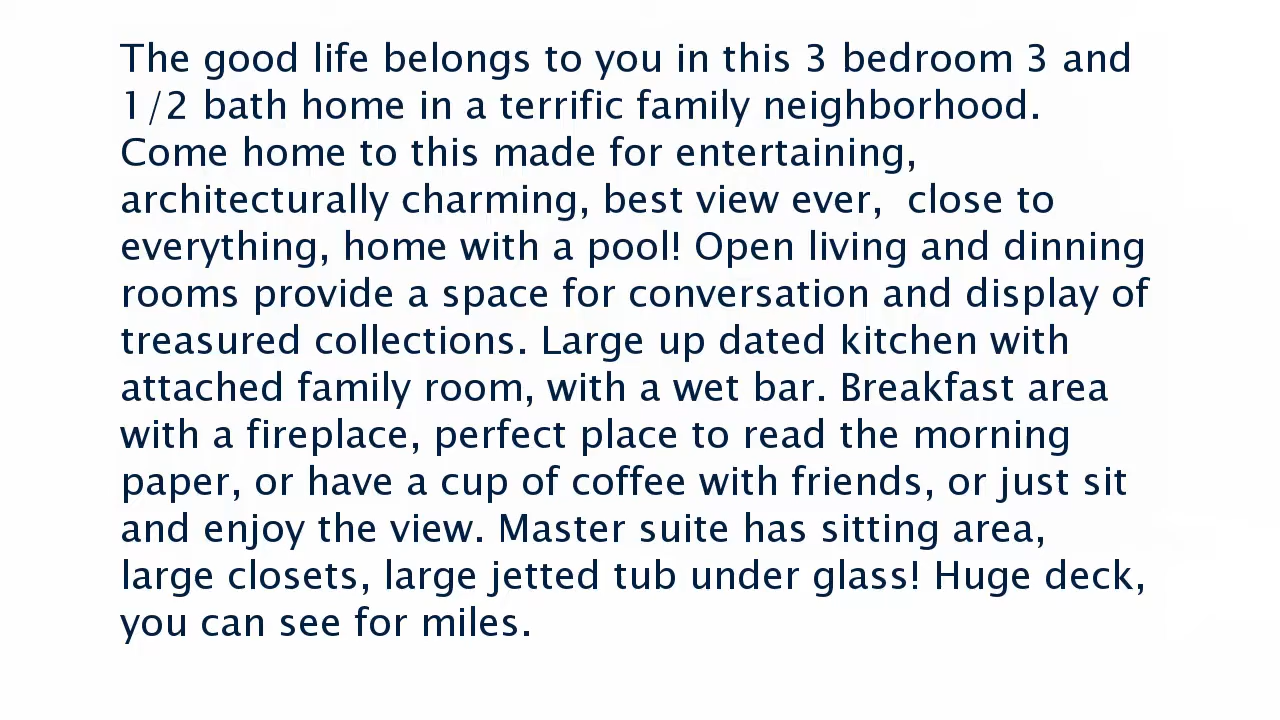 The good life belongs to you in this 3 bedroom 3 and
1/2 bath home in a terrific family neighborhood.
Come home to this made for entertaining,
architecturally charming, best view ever,  close to
everything, home with a pool! Open living and dinning
rooms provide a space for conversation and display of
treasured collections. Large up dated kitchen with
attached family room, with a wet bar. Breakfast area
with a fireplace, perfect place to read the morning
paper, or have a cup of coffee with friends, or just sit
and enjoy the view. Master suite has sitting area,
large closets, large jetted tub under glass! Huge deck,
you can see for miles.